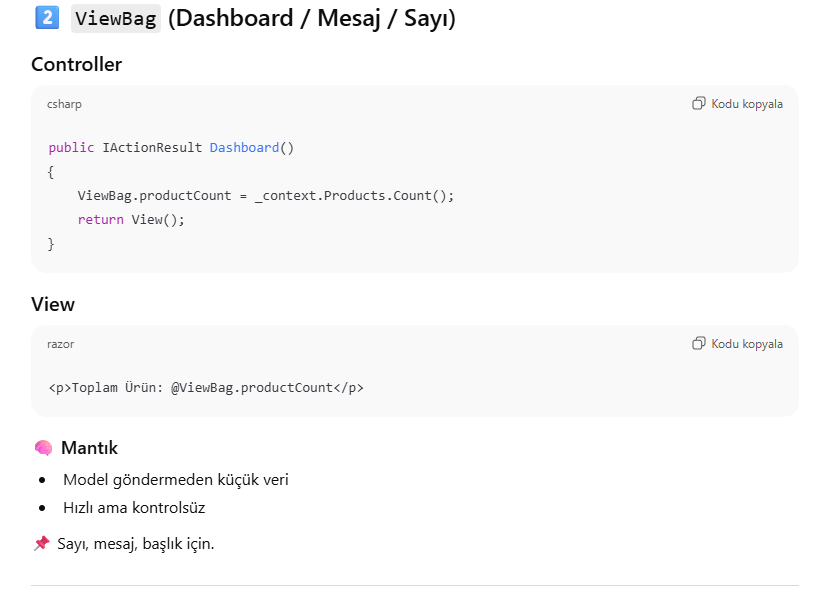 2 ViewBag (Dashboard / Mesaj / Sayı)
Controller
csharp
Kodu kopyala
public IActionResult Dashboard()
{
    ViewBag.productCount = _context.Products.Count();
    return View();
}
View
razor
Kodu kopyala
<p>Toplam Ürün: @ViewBag.productCount</p>
🧠 Mantık
• Model göndermeden küçük veri
• Hızlı ama kontrolsüz
📌 Sayı, mesaj, başlık için.